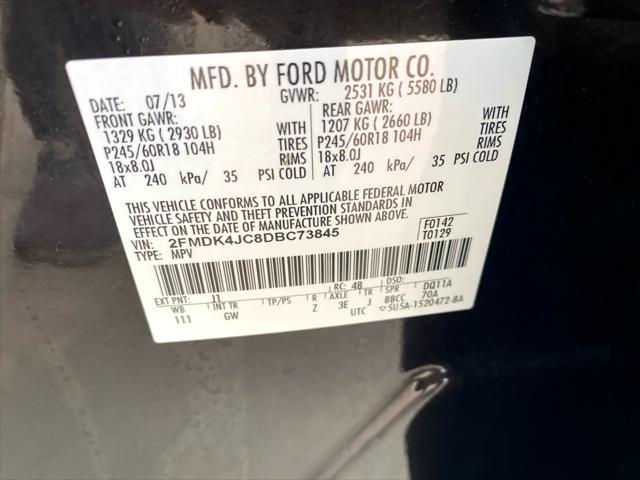 MFD. BY FORD MOTOR CO.
DATE: 07/13 GVWR: 2531 KG ( 5580 LB)
FRONT GAWR: REAR GAWR:
1329 KG ( 2930 LB) WITH 1207 KG ( 2660 LB) WITH
P245/60R18 104H TIRES P245/60R18 104H TIRES
18x8.0J RIMS 18x8.0J RIMS
AT 240 kPa/ 35 PSI COLD AT 240 kPa/ 35 PSI COLD
THIS VEHICLE CONFORMS TO ALL APPLICABLE FEDERAL MOTOR
VEHICLE SAFETY AND THEFT PREVENTION STANDARDS IN
EFFECT ON THE DATE OF MANUFACTURE SHOWN ABOVE.
VIN: 2FMDK4JC8DBC73845 F0142
TYPE: MPV T0129
RC: 48 DSO:
EXT PNT: J1 DQ11A
WB INT TR TP/PS R AXLE TR SPR 70A
111 GW Z 3E J BBCC
UTC 5U5A-1520472-BA